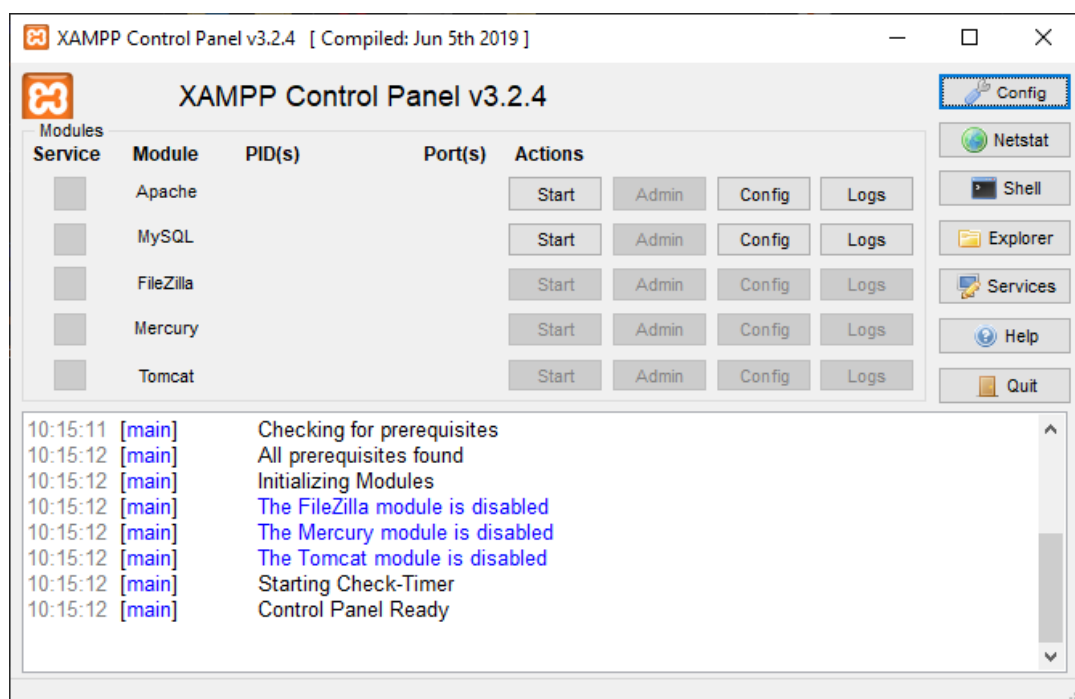 XAMPP Control Panel v3.2.4 [ Compiled: Jun 5th 2019 ]
XAMPP Control Panel v3.2.4
Config
Modules
Netstat
Service Module PID(s) Port(s) Actions
Apache Start Admin Config Logs
Shell
MySQL Start Admin Config Logs
Explorer
FileZilla Start Admin Config Logs
Services
Mercury Start Admin Config Logs
Help
Tomcat Start Admin Config Logs
Quit
10:15:11 [main] Checking for prerequisites
10:15:12 [main] All prerequisites found
10:15:12 [main] Initializing Modules
10:15:12 [main] The FileZilla module is disabled
10:15:12 [main] The Mercury module is disabled
10:15:12 [main] The Tomcat module is disabled
10:15:12 [main] Starting Check-Timer
10:15:12 [main] Control Panel Ready